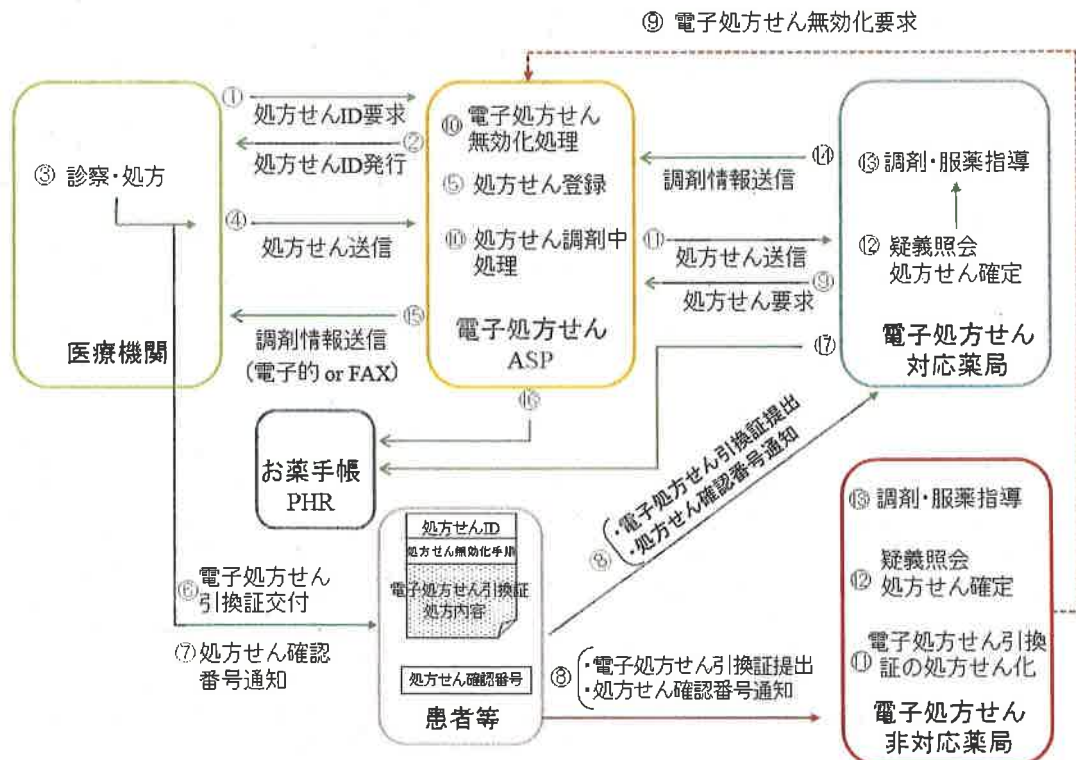 ⑨ 電子処方せん無効化要求
① 処方せんID要求
② 処方せんID発行
③ 診察・処方
④ 処方せん送信
⑮ 調剤情報送信
(電子的 or FAX)
医療機関
⑩ 電子処方せん
無効化処理
⑤ 処方せん登録
⑩ 処方せん調剤中
処理
電子処方せん
ASP
⑭
調剤情報送信
⑪ 処方せん送信
⑨
処方せん要求
⑰
⑬ 調剤・服薬指導
⑫ 疑義照会
処方せん確定
電子処方せん
対応薬局
⑯
お薬手帳
PHR
⑥ 電子処方せん
引換証交付
⑦ 処方せん確認
番号通知
処方せんID
処方せん無効化手順
電子処方せん引換証
処方内容
処方せん確認番号
患者等
⑧ ・電子処方せん引換証提出
・処方せん確認番号通知
⑧ ・電子処方せん引換証提出
・処方せん確認番号通知
⑬ 調剤・服薬指導
⑫ 疑義照会
処方せん確定
⑪ 電子処方せん引換
証の処方せん化
電子処方せん
非対応薬局